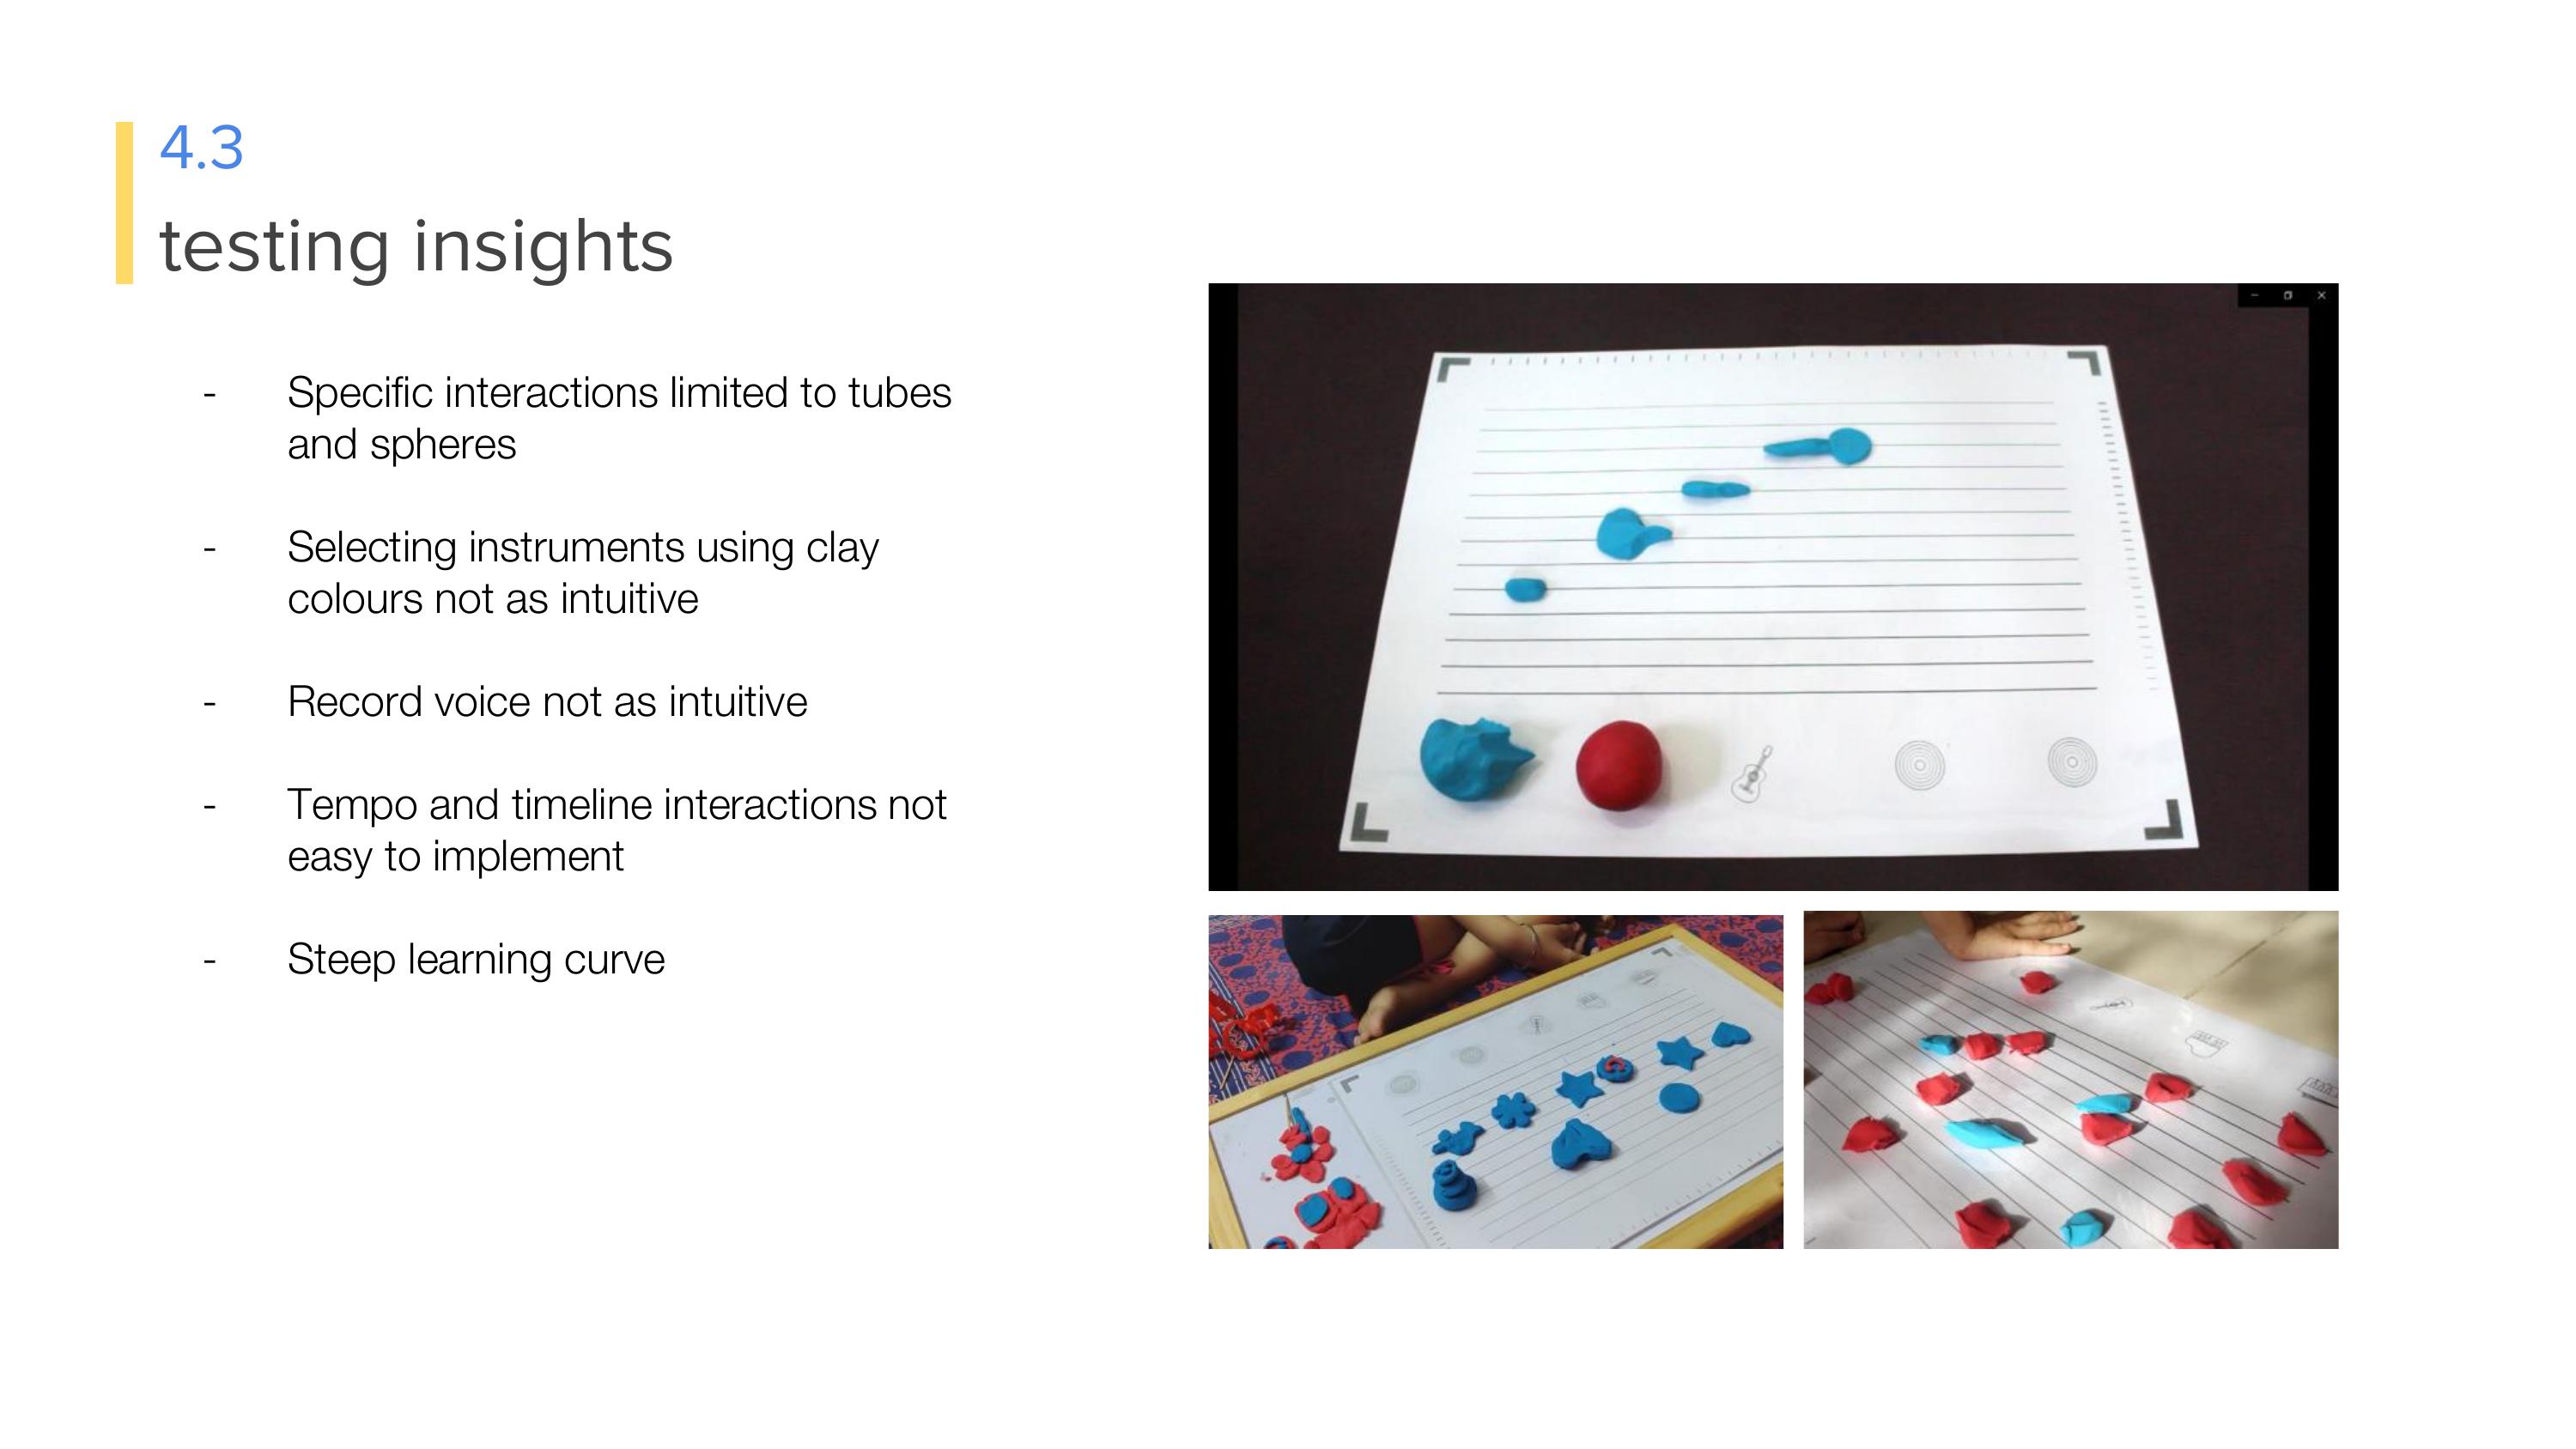 4.3
testing insights
- Specific interactions limited to tubes
and spheres
- Selecting instruments using clay
colours not as intuitive
- Record voice not as intuitive
- Tempo and timeline interactions not
easy to implement
- Steep learning curve